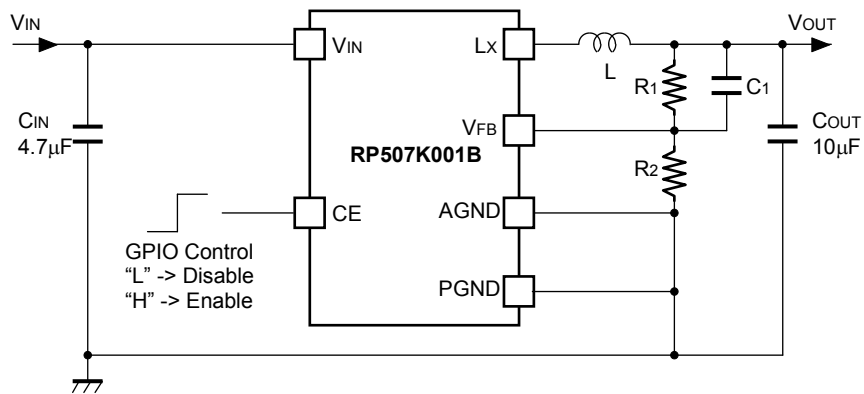 VIN
VIN
LX
VOUT
L
R1
C1
CIN
4.7μF
VFB
COUT
10μF
RP507K001B
R2
CE
AGND
GPIO Control
“L” -> Disable
“H” -> Enable
PGND